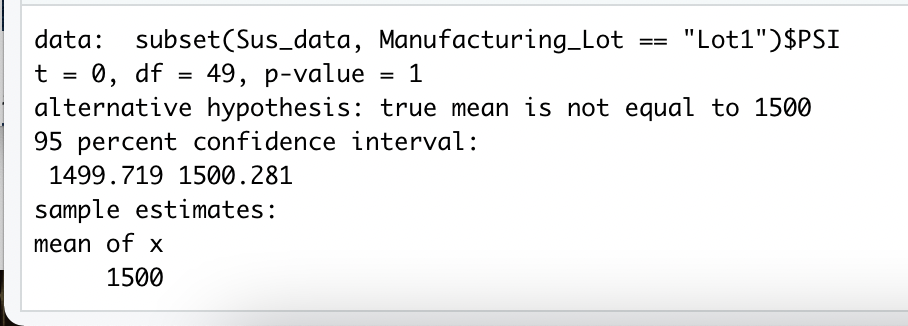 data:  subset(Sus_data, Manufacturing_Lot == "Lot1")$PSI
t = 0, df = 49, p-value = 1
alternative hypothesis: true mean is not equal to 1500
95 percent confidence interval:
 1499.719 1500.281
sample estimates:
mean of x
     1500